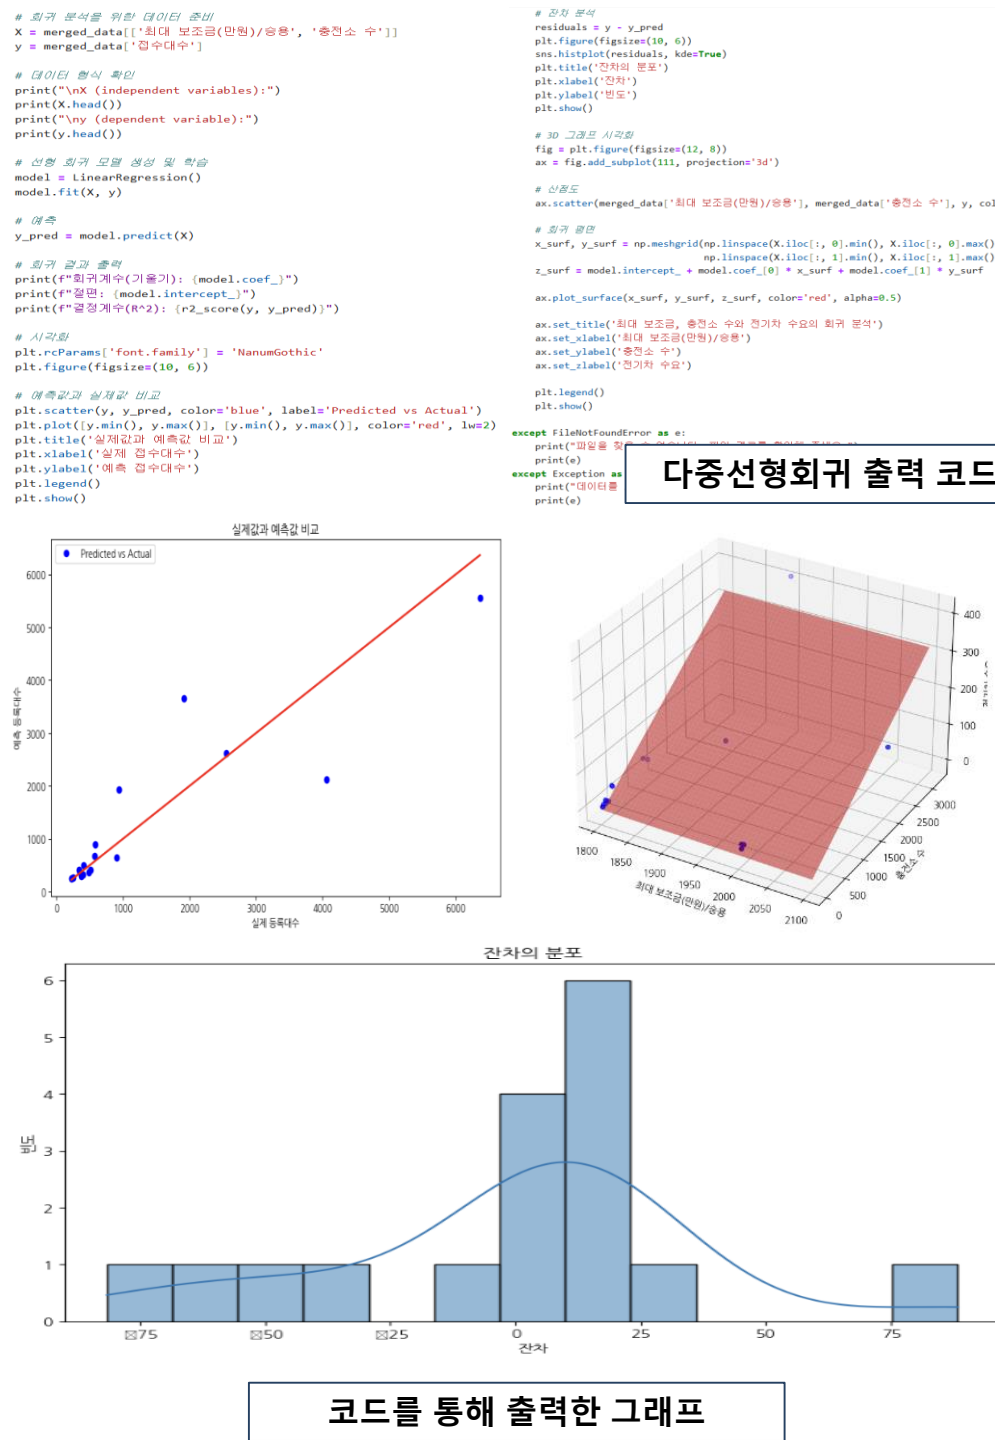 # 회귀 분석을 위한 데이터 준비
X = merged_data[['최대 보조금(만원)/승용', '충전소 수']]
y = merged_data['접수대수']
# 데이터 형식 확인
print("\nX (independent variables):")
print(X.head())
print("\ny (dependent variable):")
print(y.head())
# 선형 회귀 모델 생성 및 학습
model = LinearRegression()
model.fit(X, y)
# 예측
y_pred = model.predict(X)
# 회귀 결과 출력
print(f"회귀계수(기울기): {model.coef_}")
print(f"절편: {model.intercept_}")
print(f"결정계수(R^2): {r2_score(y, y_pred)}")
# 시각화
plt.rcParams['font.family'] = 'NanumGothic'
plt.figure(figsize=(10, 6))
# 예측값과 실제값 비교
plt.scatter(y, y_pred, color='blue', label='Predicted vs Actual')
plt.plot([y.min(), y.max()], [y.min(), y.max()], color='red', lw=2)
plt.title('실제값과 예측값 비교')
plt.xlabel('실제 접수대수')
plt.ylabel('예측 접수대수')
plt.legend()
plt.show()
# 잔차 분석
residuals = y - y_pred
plt.figure(figsize=(10, 6))
sns.histplot(residuals, kde=True)
plt.title('잔차의 분포')
plt.xlabel('잔차')
plt.ylabel('빈도')
plt.show()
# 3D 그래프 시각화
fig = plt.figure(figsize=(12, 8))
ax = fig.add_subplot(111, projection='3d')
# 산점도
ax.scatter(merged_data['최대 보조금(만원)/승용'], merged_data['충전소 수'], y, col
# 회귀 평면
x_surf, y_surf = np.meshgrid(np.linspace(X.iloc[:, 0].min(), X.iloc[:, 0].max()
np.linspace(X.iloc[:, 1].min(), X.iloc[:, 1].max()
z_surf = model.intercept_ + model.coef_[0] * x_surf + model.coef_[1] * y_surf
ax.plot_surface(x_surf, y_surf, z_surf, color='red', alpha=0.5)
ax.set_title('최대 보조금, 충전소 수와 전기차 수요의 회귀 분석')
ax.set_xlabel('최대 보조금(만원)/승용')
ax.set_ylabel('충전소 수')
ax.set_zlabel('전기차 수요')
plt.legend()
plt.show()
except FileNotFoundError as e:
print("파일을
print(e)
except Exception as
print("데이터를
print(e)
다중선형회귀 출력 코드
실제값과 예측값 비교
Predicted vs Actual
예측 등록대수
6000
5000
4000
3000
2000
1000
0
0 1000 2000 3000 4000 5000 6000
실제 등록대수
400
300
200
100
0
3000
2500
2000
1500
1000
500
0
충전소 수
1800
1850
1900
1950
2000
2050
2100
최대 보조금(만원)/승용
잔차의 분포
빈도
6
5
4
3
2
1
0
75 50 25 0 25 50 75
잔차
코드를 통해 출력한 그래프